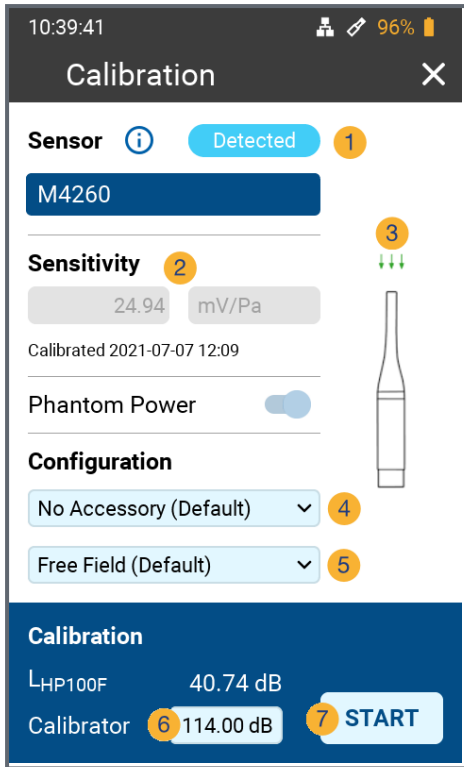 10:39:41 96%
Calibration
Sensor Detected 1
M4260
3
Sensitivity 2
24.94 mV/Pa
Calibrated 2021-07-07 12:09
Phantom Power
Configuration
No Accessory (Default) 4
Free Field (Default) 5
Calibration
LHP100F 40.74 dB
Calibrator 6 114.00 dB 7 START